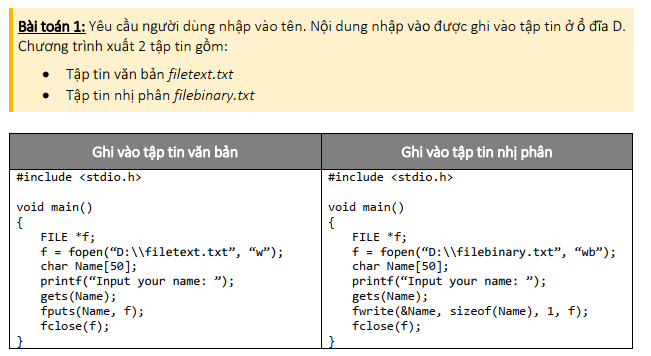 Bài toán 1: Yêu cầu người dùng nhập vào tên. Nội dung nhập vào được ghi vào tập tin ở ổ đĩa D.
Chương trình xuất 2 tập tin gồm:
• Tập tin văn bản filetext.txt
• Tập tin nhị phân filebinary.txt
Ghi vào tập tin văn bản
#include <stdio.h>
void main()
{
FILE *f;
f = fopen(“D:\\filetext.txt”, “w”);
char Name[50];
printf(“Input your name: ”);
gets(Name);
fputs(Name, f);
fclose(f);
}
Ghi vào tập tin nhị phân
#include <stdio.h>
void main()
{
FILE *f;
f = fopen(“D:\\filebinary.txt”, “wb”);
char Name[50];
printf(“Input your name: ”);
gets(Name);
fwrite(&Name, sizeof(Name), 1, f);
fclose(f);
}